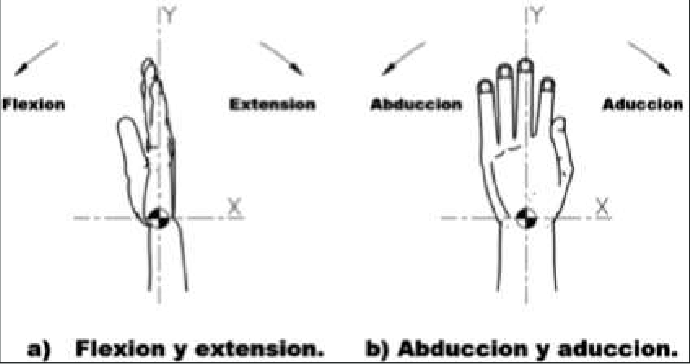 Y
Y
Flexion
Extension
Abduccion
Aduccion
X
X
a) Flexion y extension.
b) Abduccion y aduccion.